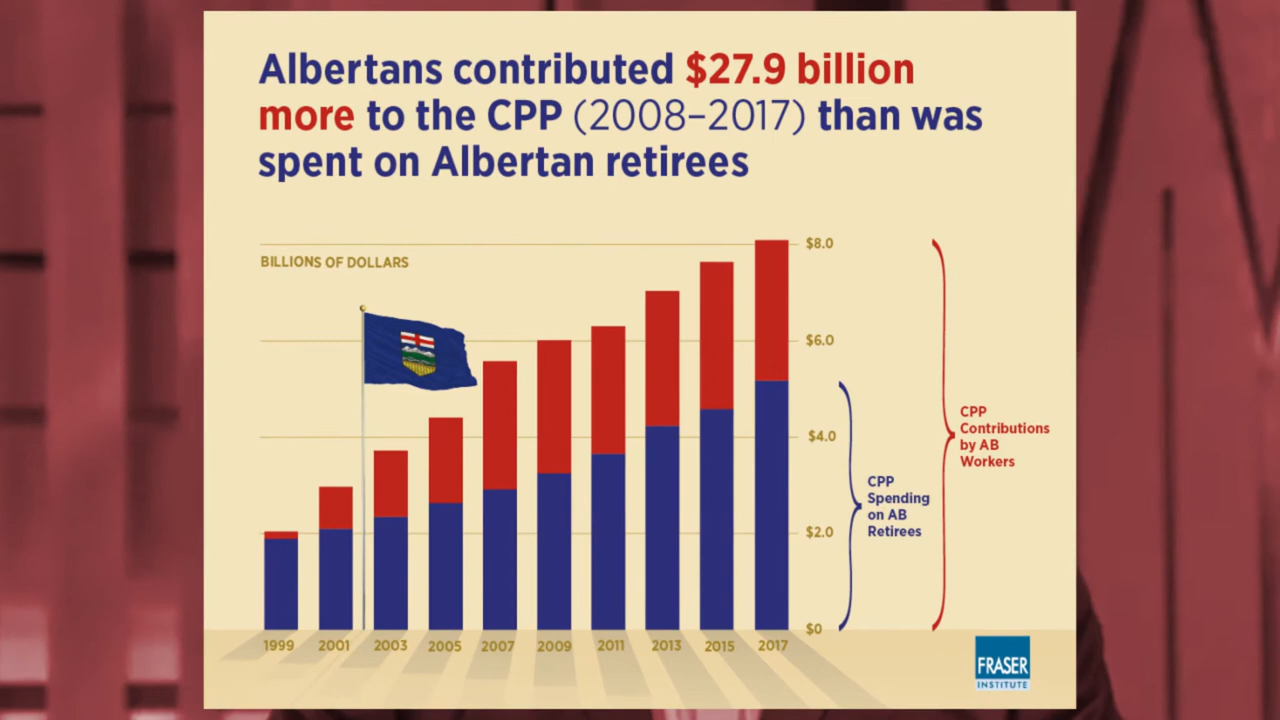 Albertans contributed $27.9 billion
more to the CPP (2008–2017) than was
spent on Albertan retirees
BILLIONS OF DOLLARS
$8.0
$6.0
$4.0
$2.0
$0
CPP
Contributions
by AB
Workers
CPP
Spending
on AB
Retirees
1999 2001 2003 2005 2007 2009 2011 2013 2015 2017
FRASER
INSTITUTE